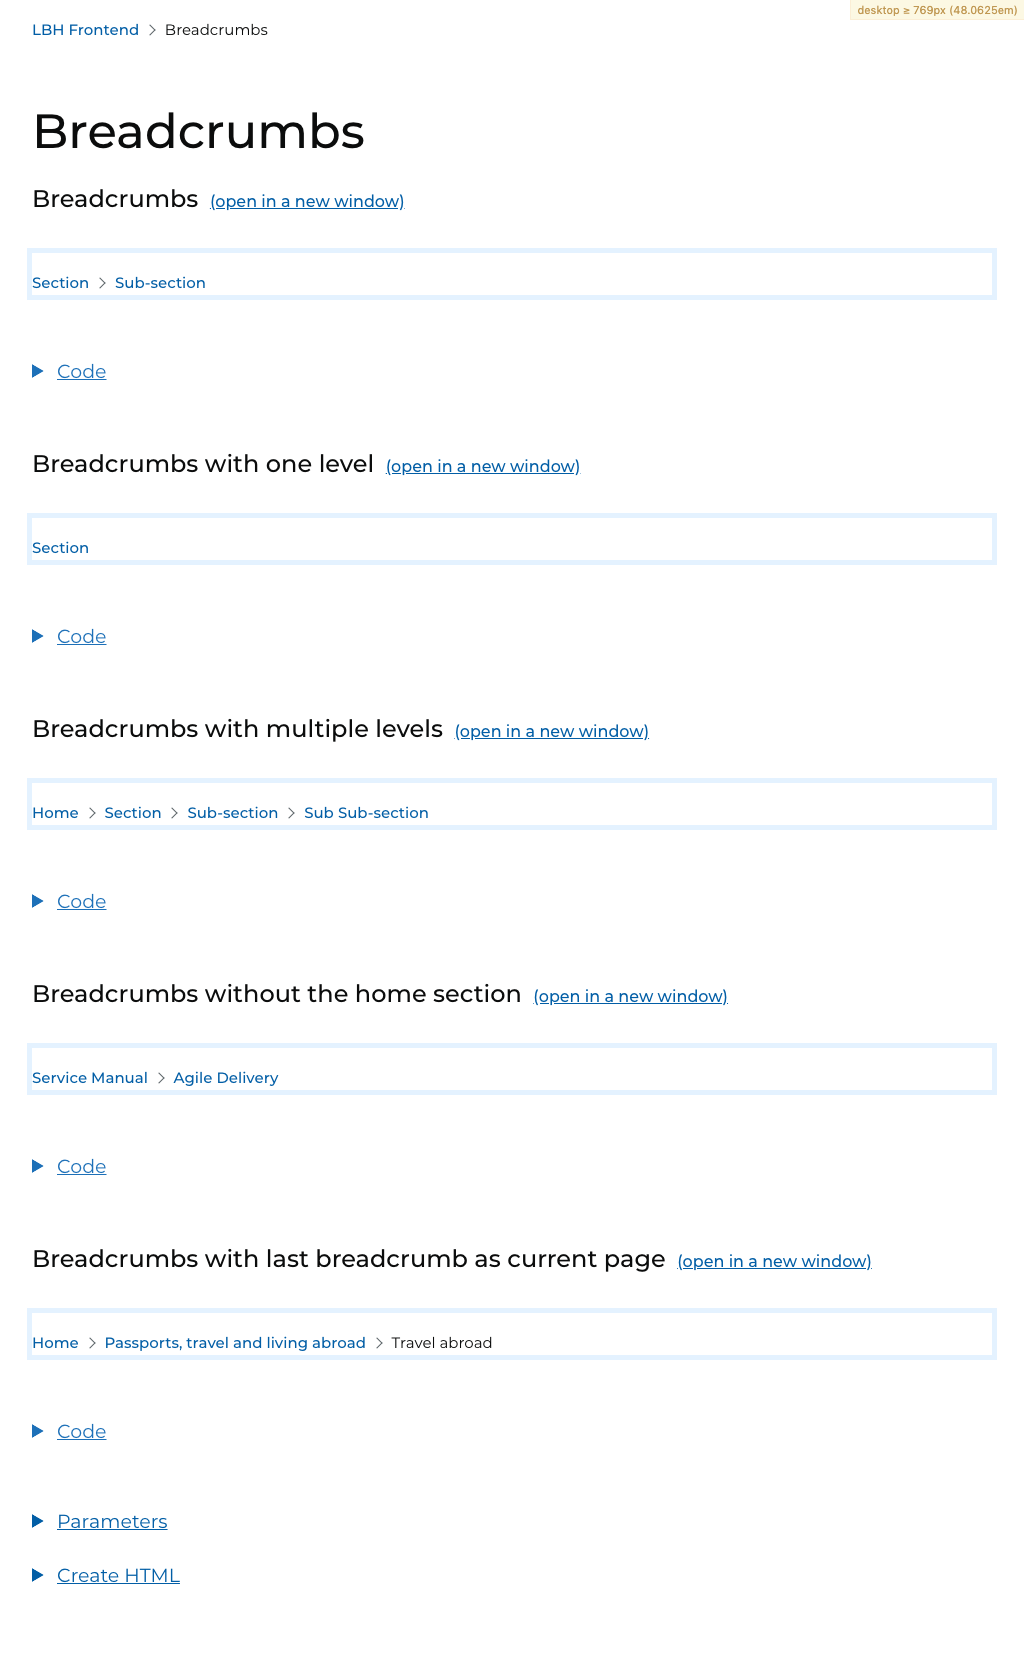 desktop ≥ 769px (48.0625em)
LBH Frontend Breadcrumbs
Breadcrumbs
Breadcrumbs (open in a new window)
Section Sub-section
Code
Breadcrumbs with one level (open in a new window)
Section
Code
Breadcrumbs with multiple levels (open in a new window)
Home Section Sub-section Sub Sub-section
Code
Breadcrumbs without the home section (open in a new window)
Service Manual Agile Delivery
Code
Breadcrumbs with last breadcrumb as current page (open in a new window)
Home Passports, travel and living abroad Travel abroad
Code
Parameters
Create HTML